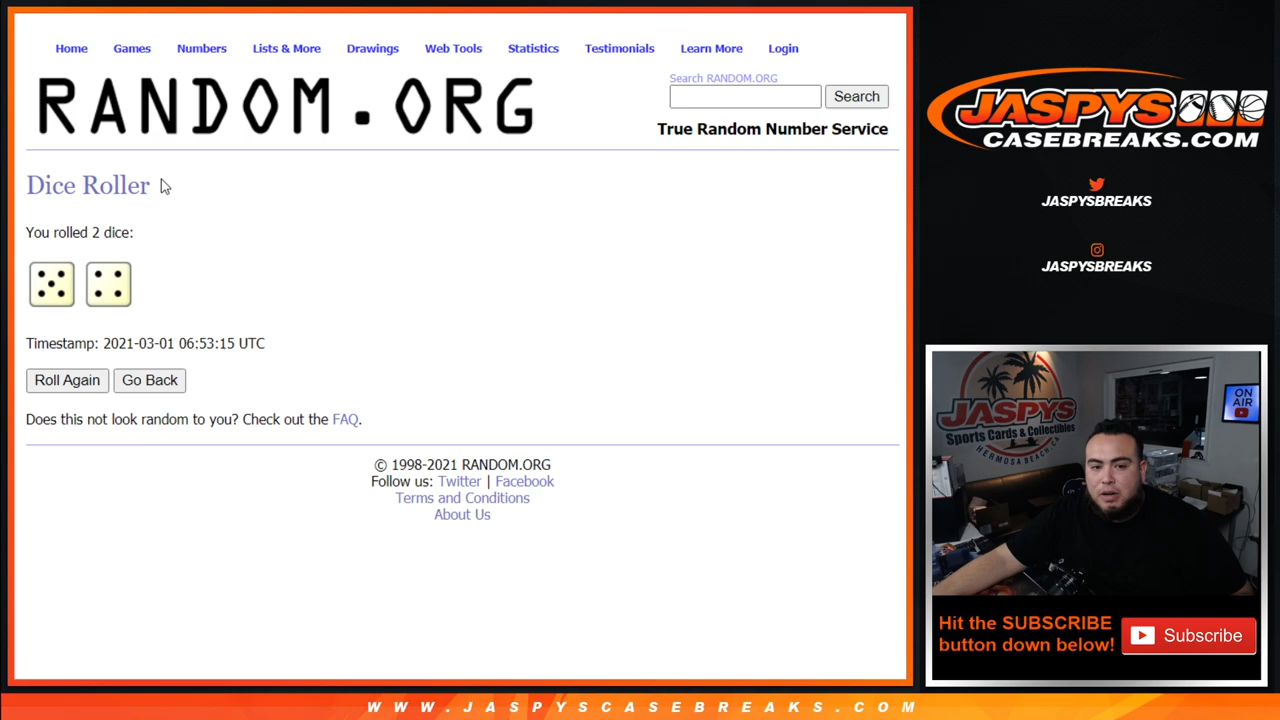 Home Games Numbers Lists & More Drawings Web Tools Statistics Testimonials Learn More Login
RANDOM.ORG
Search RANDOM.ORG
Search
True Random Number Service
Dice Roller
You rolled 2 dice:
Timestamp: 2021-03-01 06:53:15 UTC
Roll Again Go Back
Does this not look random to you? Check out the FAQ.
© 1998-2021 RANDOM.ORG
Follow us: Twitter | Facebook
Terms and Conditions
About Us
JASPYS
CASEBREAKS.COM
JASPYSBREAKS
JASPYSBREAKS
JASPYS
Sports Cards & Collectibles
HERMOSA BEACH, CA
ON
AIR
Hit the SUBSCRIBE
button down below!
Subscribe
WWW.JASPYSCASEBREAKS.COM